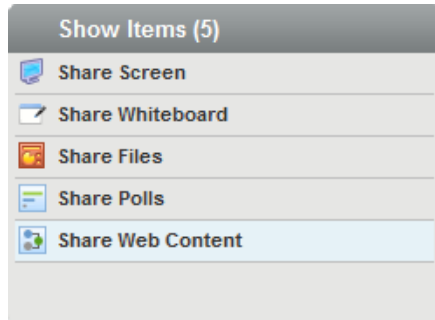 Show Items (5)
Share Screen
Share Whiteboard
Share Files
Share Polls
Share Web Content